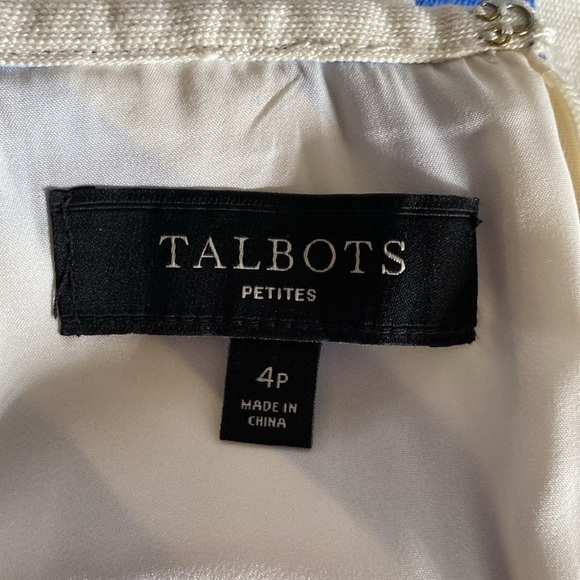 TALBOTS
PETITES
4P
MADE IN
CHINA